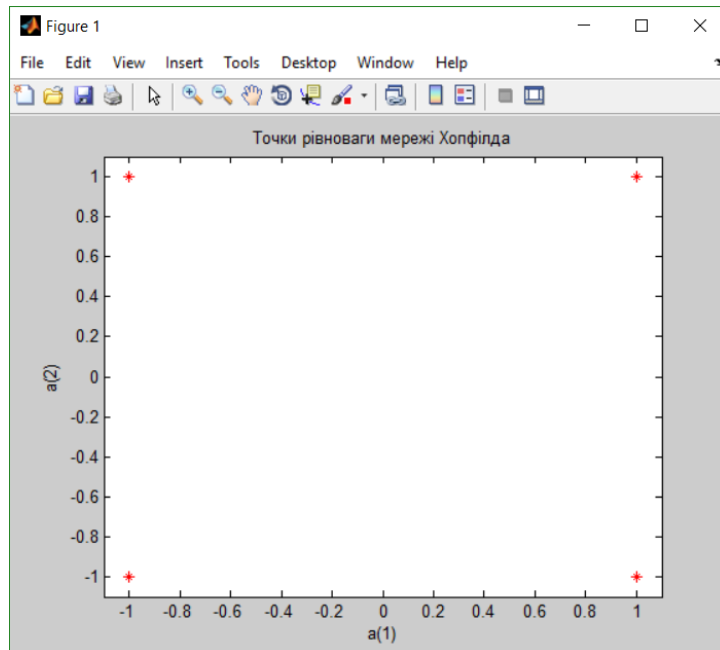 Figure 1
File Edit View Insert Tools Desktop Window Help
Точки рівноваги мережі Хопфілда
1
0.8
0.6
0.4
0.2
0
-0.2
-0.4
-0.6
-0.8
-1
a(2)
-1 -0.8 -0.6 -0.4 -0.2 0 0.2 0.4 0.6 0.8 1
a(1)